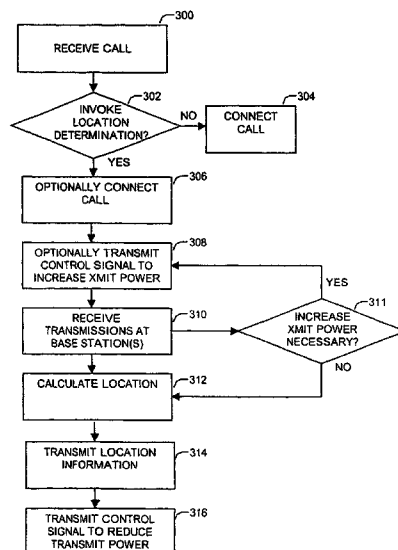 300
RECEIVE CALL
302
INVOKE
LOCATION
DETERMINATION?
NO
304
CONNECT
CALL
YES
306
OPTIONALLY CONNECT
CALL
308
OPTIONALLY TRANSMIT
CONTROL SIGNAL TO
INCREASE XMIT POWER
YES
311
310
RECEIVE
TRANSMISSIONS AT
BASE STATION(S)
INCREASE
XMIT POWER
NECESSARY?
312
CALCULATE LOCATION
NO
314
TRANSMIT LOCATION
INFORMATION
316
TRANSMIT CONTROL
SIGNAL TO REDUCE
TRANSMIT POWER